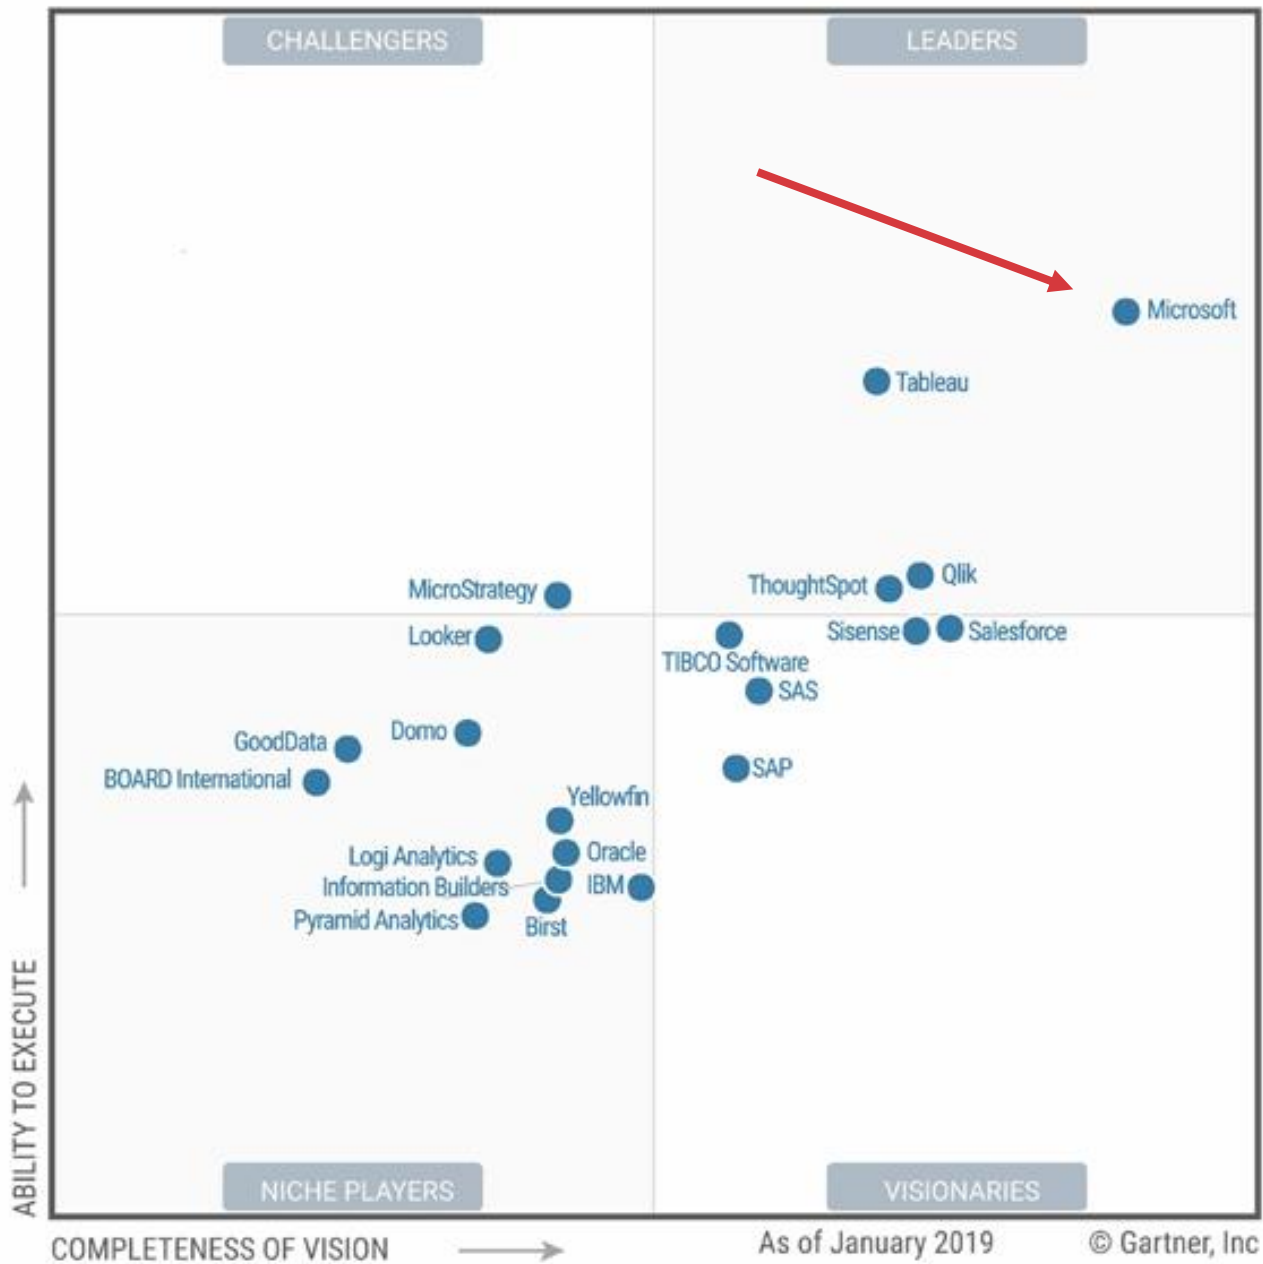 CHALLENGERS
LEADERS
Microsoft
Tableau
MicroStrategy
ThoughtSpot
Qlik
Looker
TIBCO Software
Sisense
Salesforce
SAS
GoodData
Domo
BOARD International
SAP
Yellowfin
Logi Analytics
Oracle
Information Builders
IBM
Pyramid Analytics
Birst
ABILITY TO EXECUTE
NICHE PLAYERS
VISIONARIES
COMPLETENESS OF VISION
As of January 2019
© Gartner, Inc